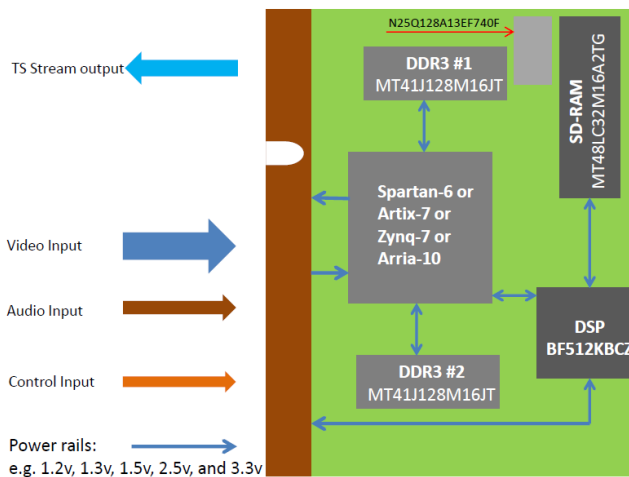 N25Q128A13EF740F
TS Stream output
DDR3 #1
MT41J128M16JT
SD-RAM
MT48LC32M16A2TG
Spartan-6 or
Artix-7 or
Zynq-7 or
Arria-10
Video Input
Audio Input
DSP
BF512KBCZ
DDR3 #2
MT41J128M16JT
Control Input
Power rails:
e.g. 1.2v, 1.3v, 1.5v, 2.5v, and 3.3v